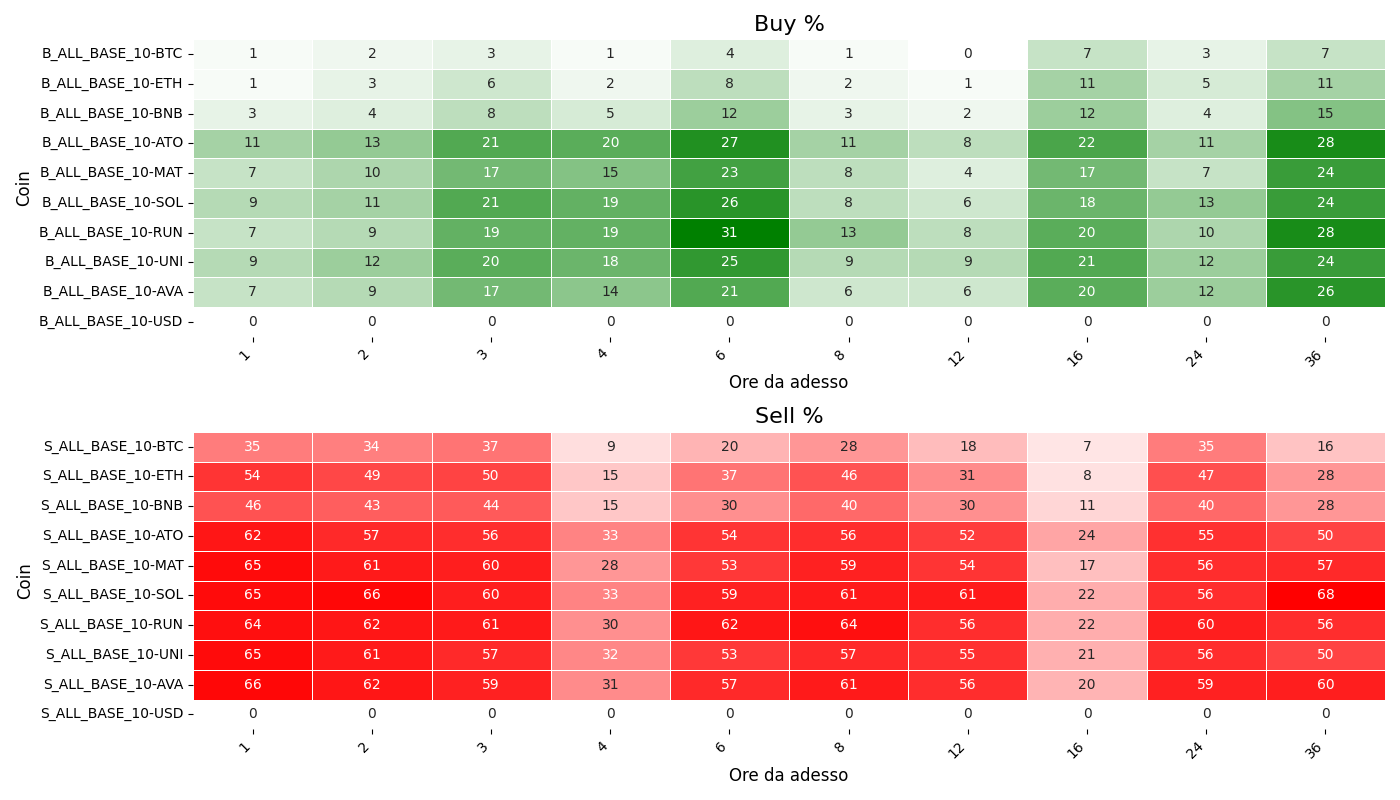 Buy %
Coin
B_ALL_BASE_10-BTC 1 2 3 1 4 1 0 7 3 7
B_ALL_BASE_10-ETH 1 3 6 2 8 2 1 11 5 11
B_ALL_BASE_10-BNB 3 4 8 5 12 3 2 12 4 15
B_ALL_BASE_10-ATO 11 13 21 20 27 11 8 22 11 28
B_ALL_BASE_10-MAT 7 10 17 15 23 8 4 17 7 24
B_ALL_BASE_10-SOL 9 11 21 19 26 8 6 18 13 24
B_ALL_BASE_10-RUN 7 9 19 19 31 13 8 20 10 28
B_ALL_BASE_10-UNI 9 12 20 18 25 9 9 21 12 24
B_ALL_BASE_10-AVA 7 9 17 14 21 6 6 20 12 26
B_ALL_BASE_10-USD 0 0 0 0 0 0 0 0 0 0
1 2 3 4 6 8 12 16 24 36
Ore da adesso
Sell %
Coin
S_ALL_BASE_10-BTC 35 34 37 9 20 28 18 7 35 16
S_ALL_BASE_10-ETH 54 49 50 15 37 46 31 8 47 28
S_ALL_BASE_10-BNB 46 43 44 15 30 40 30 11 40 28
S_ALL_BASE_10-ATO 62 57 56 33 54 56 52 24 55 50
S_ALL_BASE_10-MAT 65 61 60 28 53 59 54 17 56 57
S_ALL_BASE_10-SOL 65 66 60 33 59 61 61 22 56 68
S_ALL_BASE_10-RUN 64 62 61 30 62 64 56 22 60 56
S_ALL_BASE_10-UNI 65 61 57 32 53 57 55 21 56 50
S_ALL_BASE_10-AVA 66 62 59 31 57 61 56 20 59 60
S_ALL_BASE_10-USD 0 0 0 0 0 0 0 0 0 0
1 2 3 4 6 8 12 16 24 36
Ore da adesso